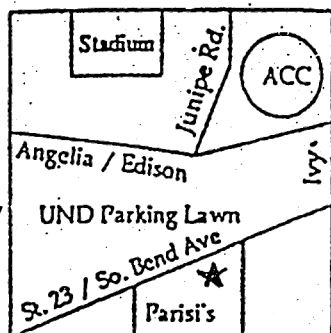 Stadium
Junipe Rd.
ACC
Angelia / Edison
Ivy
UND Parking Lawn
St. 23 / So. Bend Ave
Parisi's